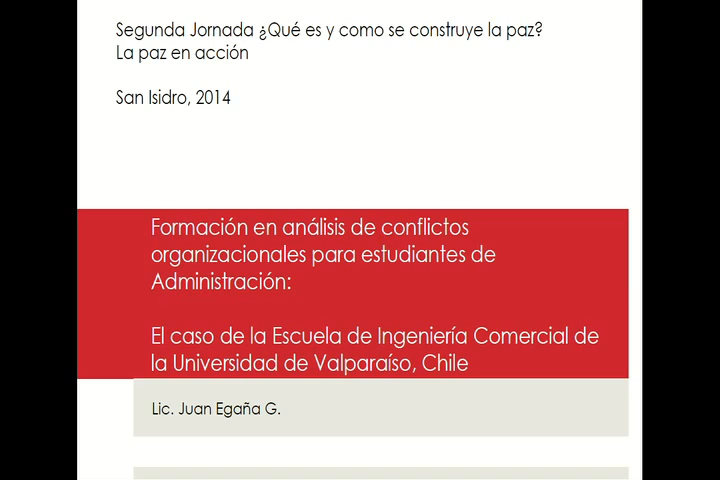 Segunda Jornada ¿Qué es y como se construye la paz?
La paz en acción
San Isidro, 2014
Formación en análisis de conflictos
organizacionales para estudiantes de
Administración:
El caso de la Escuela de Ingeniería Comercial de
la Universidad de Valparaíso, Chile
Lic. Juan Egaña G.